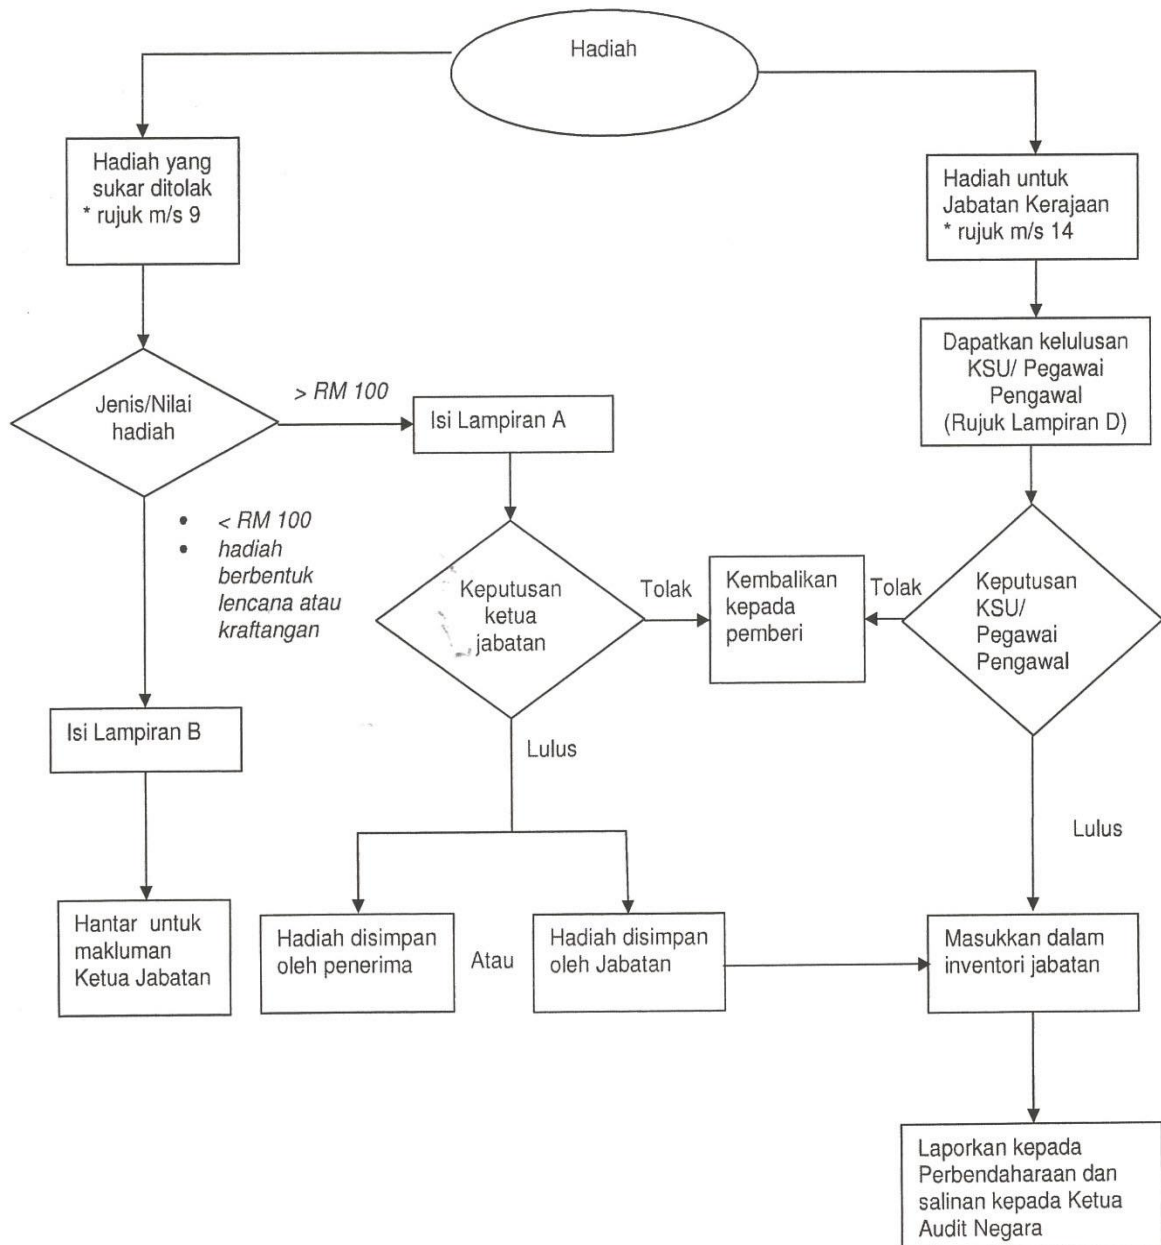 Hadiah
Hadiah yang
sukar ditolak
* rujuk m/s 9
Hadiah untuk
Jabatan Kerajaan
* rujuk m/s 14
Dapatkan kelulusan
KSU/ Pegawai
Pengawal
(Rujuk Lampiran D)
Jenis/Nilai
hadiah
> RM 100
Isi Lampiran A
• < RM 100
• hadiah
berbentuk
lencana atau
kraftangan
Keputusan
ketua
jabatan
Tolak
Kembalikan
kepada
pemberi
Tolak
Keputusan
KSU/
Pegawai
Pengawal
Isi Lampiran B
Lulus
Lulus
Hantar untuk
makluman
Ketua Jabatan
Hadiah disimpan
oleh penerima
Atau
Hadiah disimpan
oleh Jabatan
Masukkan dalam
inventori jabatan
Laporkan kepada
Perbendaharaan dan
salinan kepada Ketua
Audit Negara